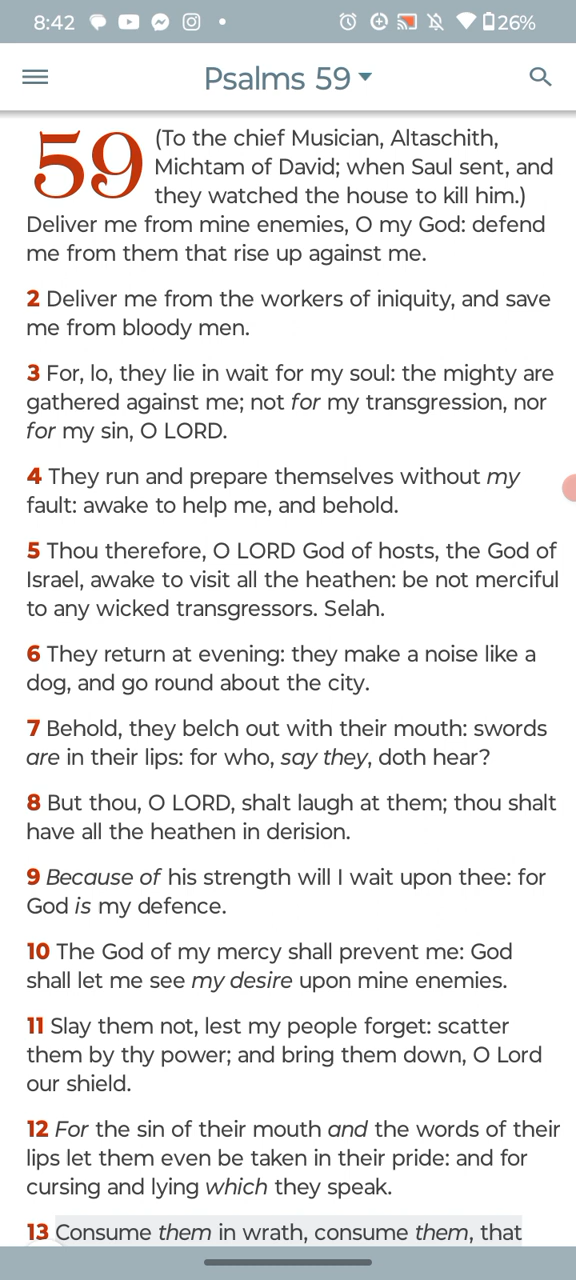 8:42
26%
Psalms 59
59 (To the chief Musician, Altaschith,
Michtam of David; when Saul sent, and
they watched the house to kill him.)
Deliver me from mine enemies, O my God: defend
me from them that rise up against me.
2 Deliver me from the workers of iniquity, and save
me from bloody men.
3 For, lo, they lie in wait for my soul: the mighty are
gathered against me; not for my transgression, nor
for my sin, O LORD.
4 They run and prepare themselves without my
fault: awake to help me, and behold.
5 Thou therefore, O LORD God of hosts, the God of
Israel, awake to visit all the heathen: be not merciful
to any wicked transgressors. Selah.
6 They return at evening: they make a noise like a
dog, and go round about the city.
7 Behold, they belch out with their mouth: swords
are in their lips: for who, say they, doth hear?
8 But thou, O LORD, shalt laugh at them; thou shalt
have all the heathen in derision.
9 Because of his strength will I wait upon thee: for
God is my defence.
10 The God of my mercy shall prevent me: God
shall let me see my desire upon mine enemies.
11 Slay them not, lest my people forget: scatter
them by thy power; and bring them down, O Lord
our shield.
12 For the sin of their mouth and the words of their
lips let them even be taken in their pride: and for
cursing and lying which they speak.
13 Consume them in wrath, consume them, that